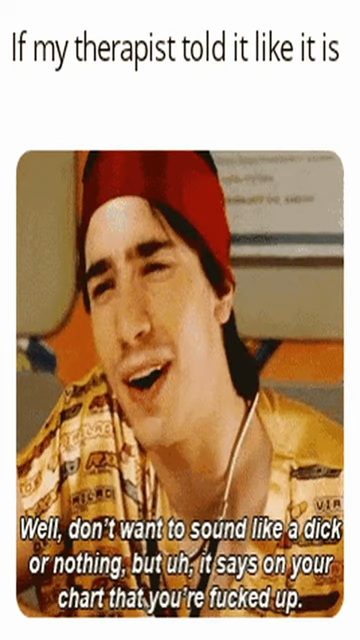 If my therapist told it like it is
Well, don't want to sound like a dick
or nothing, but uh, it says on your
chart that you're fucked up.